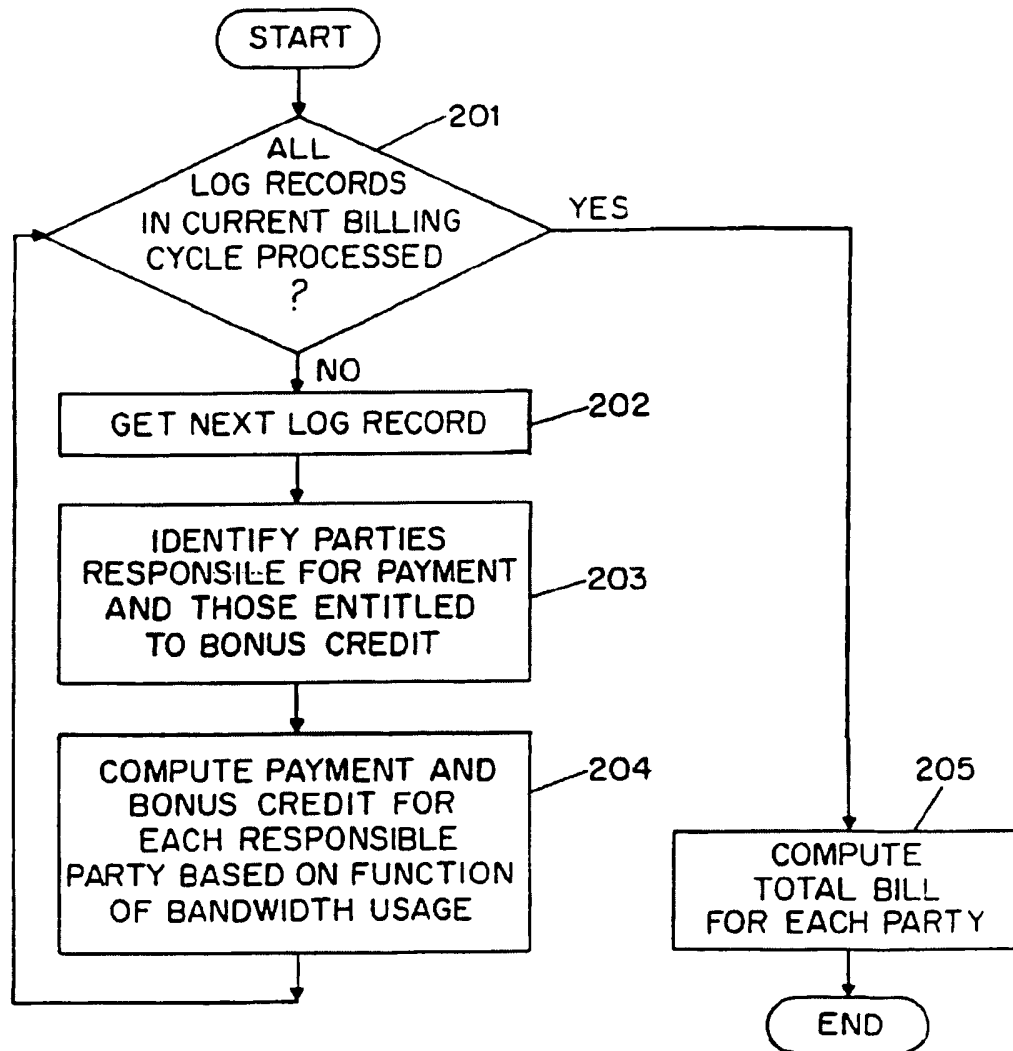 START
201
ALL
LOG RECORDS
IN CURRENT BILLING
CYCLE PROCESSED
?
YES
NO
GET NEXT LOG RECORD
202
IDENTIFY PARTIES
RESPONSILE FOR PAYMENT
AND THOSE ENTITLED
TO BONUS CREDIT
203
COMPUTE PAYMENT AND
BONUS CREDIT FOR
EACH RESPONSIBLE
PARTY BASED ON FUNCTION
OF BANDWIDTH USAGE
204
205
COMPUTE
TOTAL BILL
FOR EACH PARTY
END